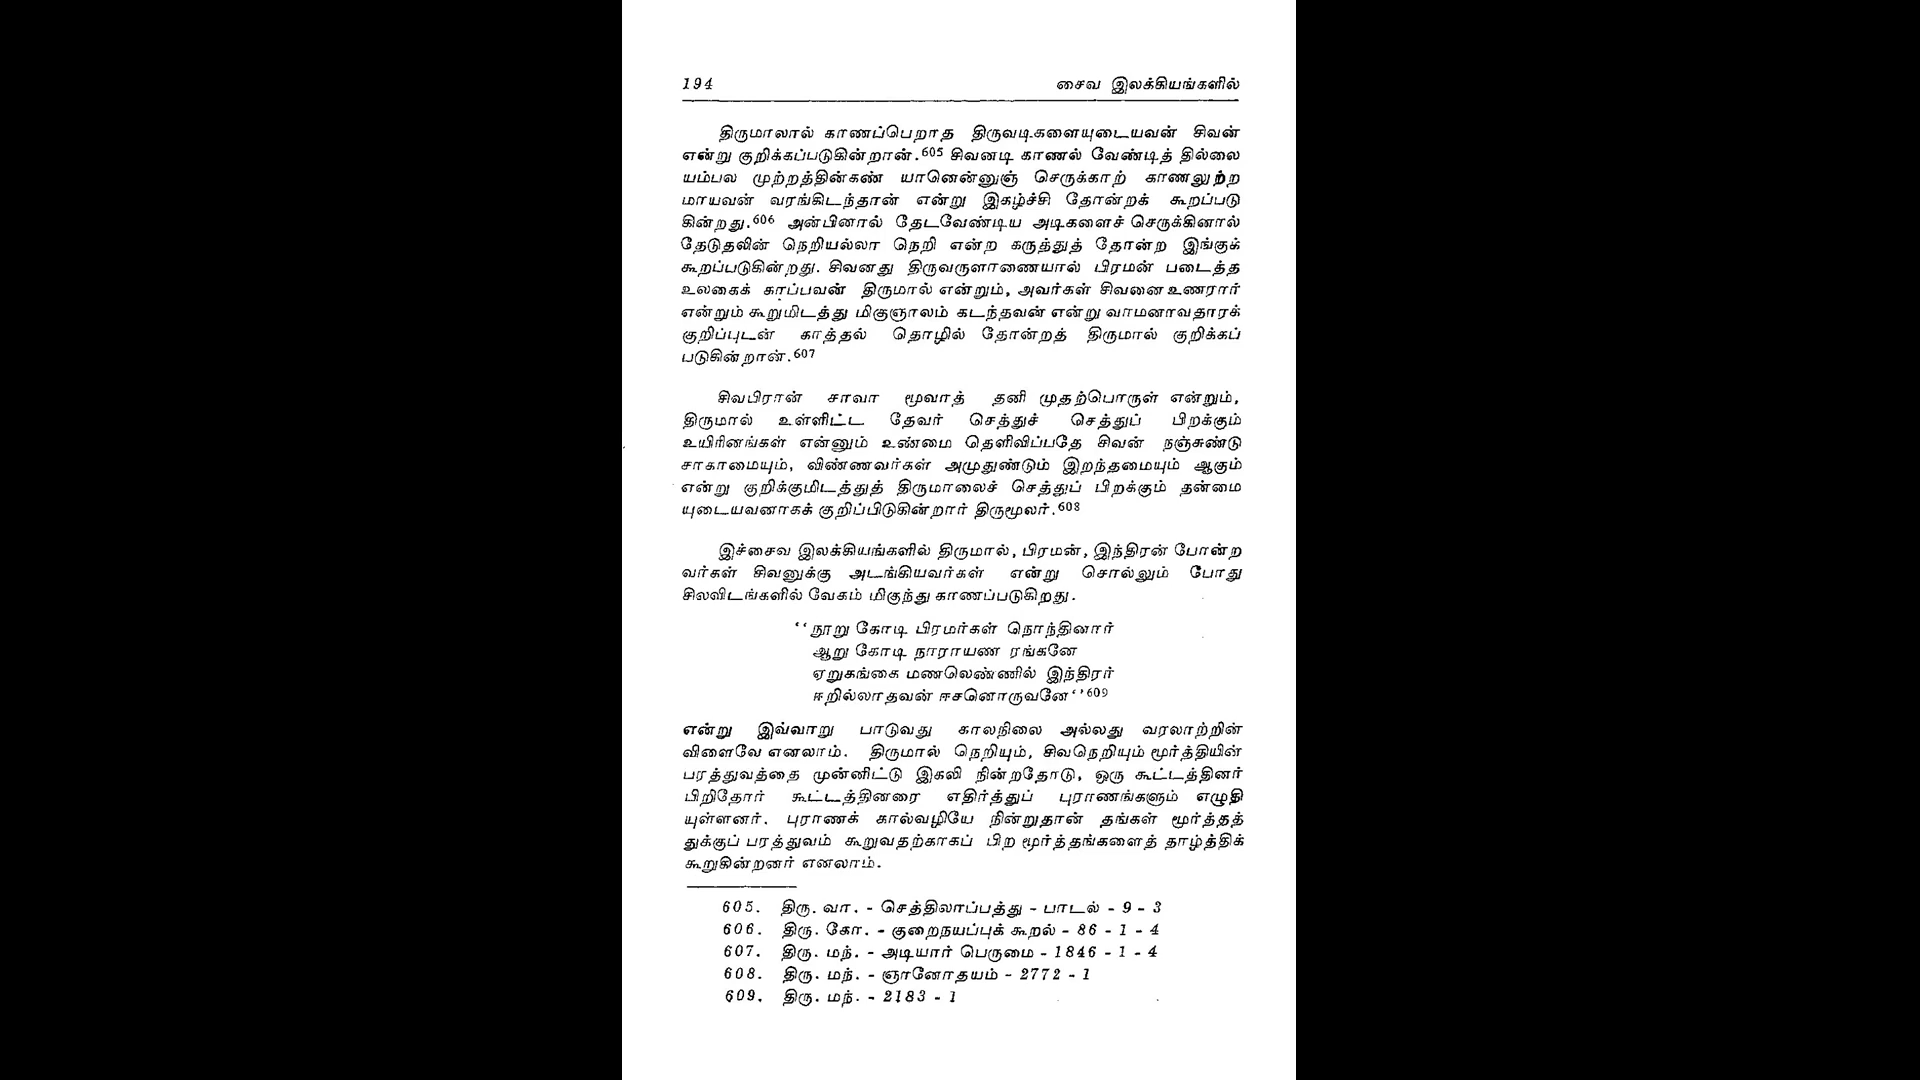 194 சைவ இலக்கியங்களில்
திருமாலால் காணப்பெறாத திருவடிகளையுடையவன் சிவன்
என்று குறிக்கப்படுகின்றான்.605 சிவனடி காணல் வேண்டித் தில்லை
யம்பல முற்றத்தின்கண் யானென்னுஞ் செருக்காற் காணலுற்ற
மாயவன் வரங்கிடந்தான் என்று இகழ்ச்சி தோன்றக் கூறப்படு
கின்றது.606 அன்பினால் தேடவேண்டிய அடிகளைச் செருக்கினால்
தேடுதலின் நெறியல்லா நெறி என்ற கருத்துத் தோன்ற இங்குக்
கூறப்படுகின்றது. சிவனது திருவருளாணையால் பிரமன் படைத்த
உலகைக் காப்பவன் திருமால் என்றும், அவர்கள் சிவனை உணரார்
என்றும் கூறுமிடத்து மிகுஞாலம் கடந்தவன் என்று வாமனாவதாரக்
குறிப்புடன் காத்தல் தொழில் தோன்றத் திருமால் குறிக்கப்
படுகின்றான்.607
சிவபிரான் சாவா மூவாத் தனி முதற்பொருள் என்றும்,
திருமால் உள்ளிட்ட தேவர் செத்துச் செத்துப் பிறக்கும்
உயிரினங்கள் என்னும் உண்மை தெளிவிப்பதே சிவன் நஞ்சுண்டு
சாகாமையும், விண்ணவர்கள் அமுதுண்டும் இறந்தமையும் ஆகும்
என்று குறிக்குமிடத்துத் திருமாலைச் செத்துப் பிறக்கும் தன்மை
யுடையவனாகக் குறிப்பிடுகின்றார் திருமூலர்.608
இச்சைவ இலக்கியங்களில் திருமால், பிரமன், இந்திரன் போன்ற
வர்கள் சிவனுக்கு அடங்கியவர்கள் என்று சொல்லும் போது
சிலவிடங்களில் வேகம் மிகுந்து காணப்படுகிறது.
‘‘நூறு கோடி பிரமர்கள் நொந்தினார்
ஆறு கோடி நாராயண ரங்கனே
ஏறுகங்கை மணலெண்ணில் இந்திரர்
ஈறில்லாதவன் ஈசனொருவனே‘’609
என்று இவ்வாறு பாடுவது காலநிலை அல்லது வரலாற்றின்
விளைவே எனலாம். திருமால் நெறியும், சிவநெறியும் மூர்த்தியின்
பரத்துவத்தை முன்னிட்டு இகலி நின்றதோடு, ஒரு கூட்டத்தினர்
பிறிதோர் கூட்டத்தினரை எதிர்த்துப் புராணங்களும் எழுதி
யுள்ளனர். புராணக் கால்வழியே நின்றுதான் தங்கள் மூர்த்தத்
துக்குப் பரத்துவம் கூறுவதற்காகப் பிற மூர்த்தங்களைத் தாழ்த்திக்
கூறுகின்றனர் எனலாம்.
605. திரு. வா. - செத்திலாப்பத்து - பாடல் - 9 - 3
606. திரு. கோ. - குறைநயப்புக் கூறல் - 86 - 1 - 4
607. திரு. மந். - அடியார் பெருமை - 1846 - 1 - 4
608. திரு. மந். - ஞானோதயம் - 2772 - 1
609. திரு. மந். - 2183 - 1